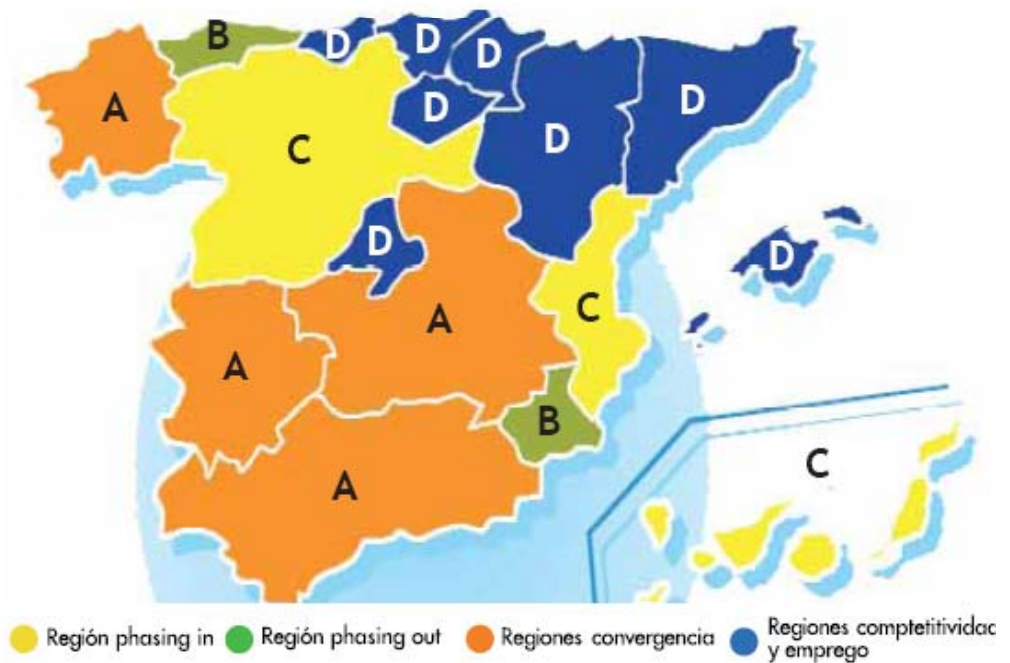 B
D
D
D
A
D
D
D
C
D
D
C
A
A
B
C
A
Región phasing in
Región phasing out
Regiones convergencia
Regiones comptetitividac
y emprego